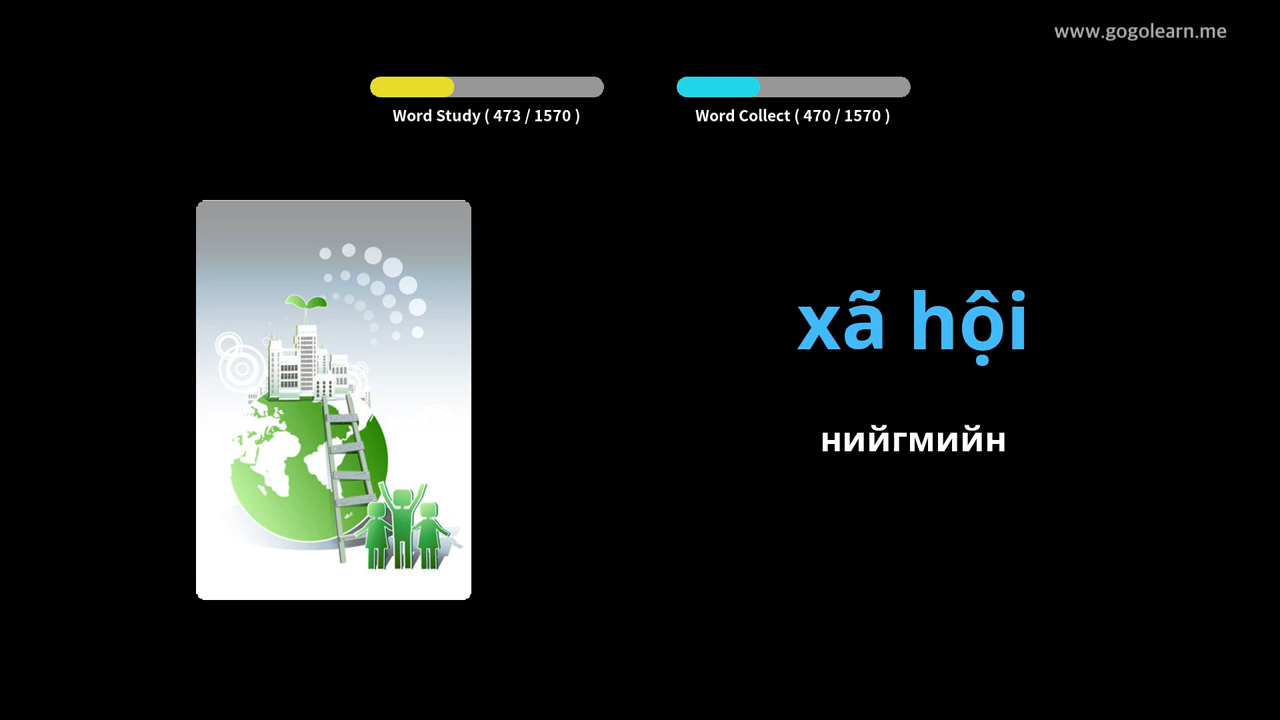 www.gogolearn.me
Word Study ( 473 / 1570 )
Word Collect ( 470 / 1570 )
xã hội
нийгмийн